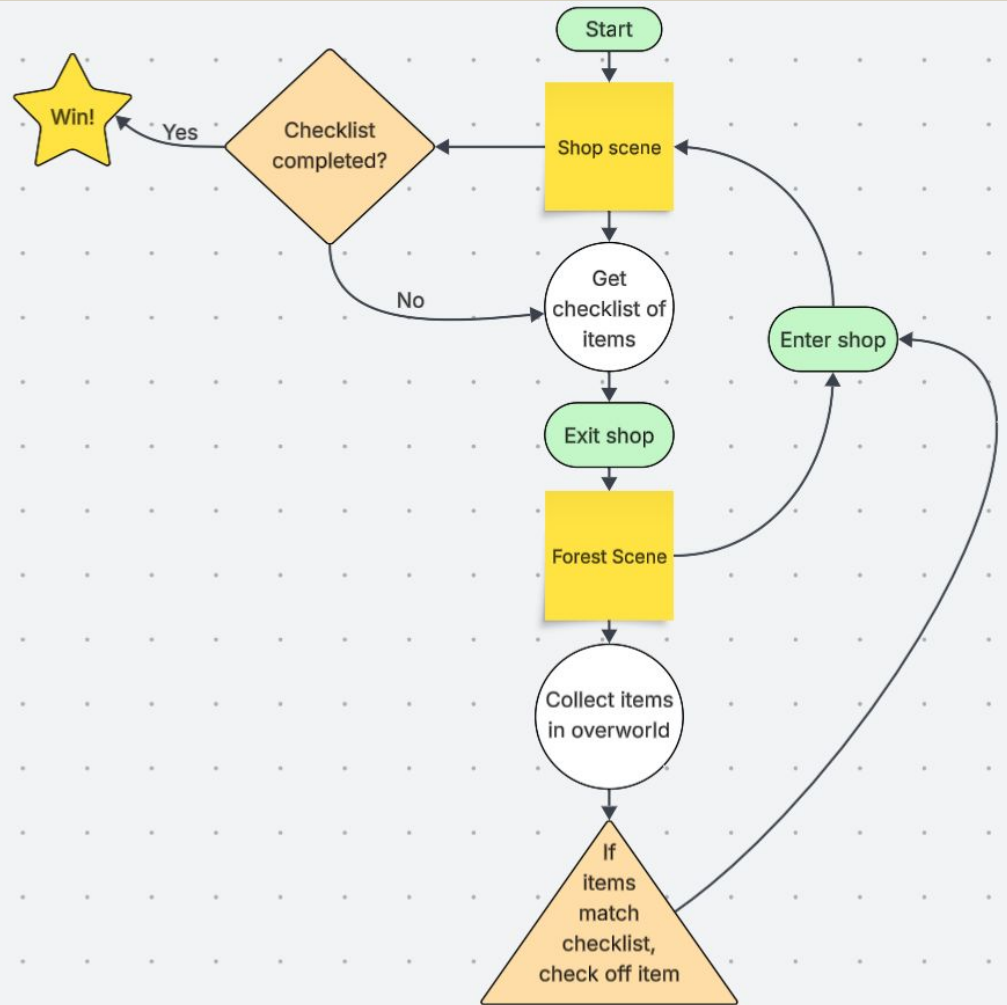 Start
Win!
Yes
Checklist
completed?
Shop scene
No
Get
checklist of
items
Enter shop
Exit shop
Forest Scene
Collect items
in overworld
If
items
match
checklist,
check off item